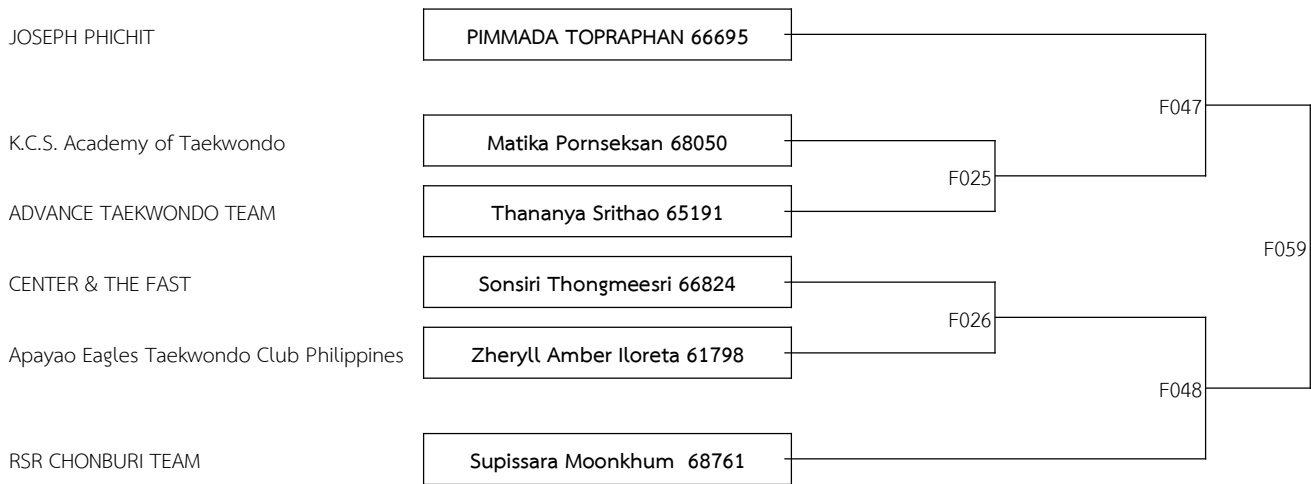 JOSEPH PHICHIT PIMMADA TOPRAPHAN 66695
F047
K.C.S. Academy of Taekwondo Matika Pornseksan 68050
F025
ADVANCE TAEKWONDO TEAM Thananya Srithao 65191
F059
CENTER & THE FAST Sonsiri Thongmeesri 66824
F026
Apayao Eagles Taekwondo Club Philippines Zheryll Amber Iloreta 61798
F048
RSR CHONBURI TEAM Supissara Moonkhum 68761